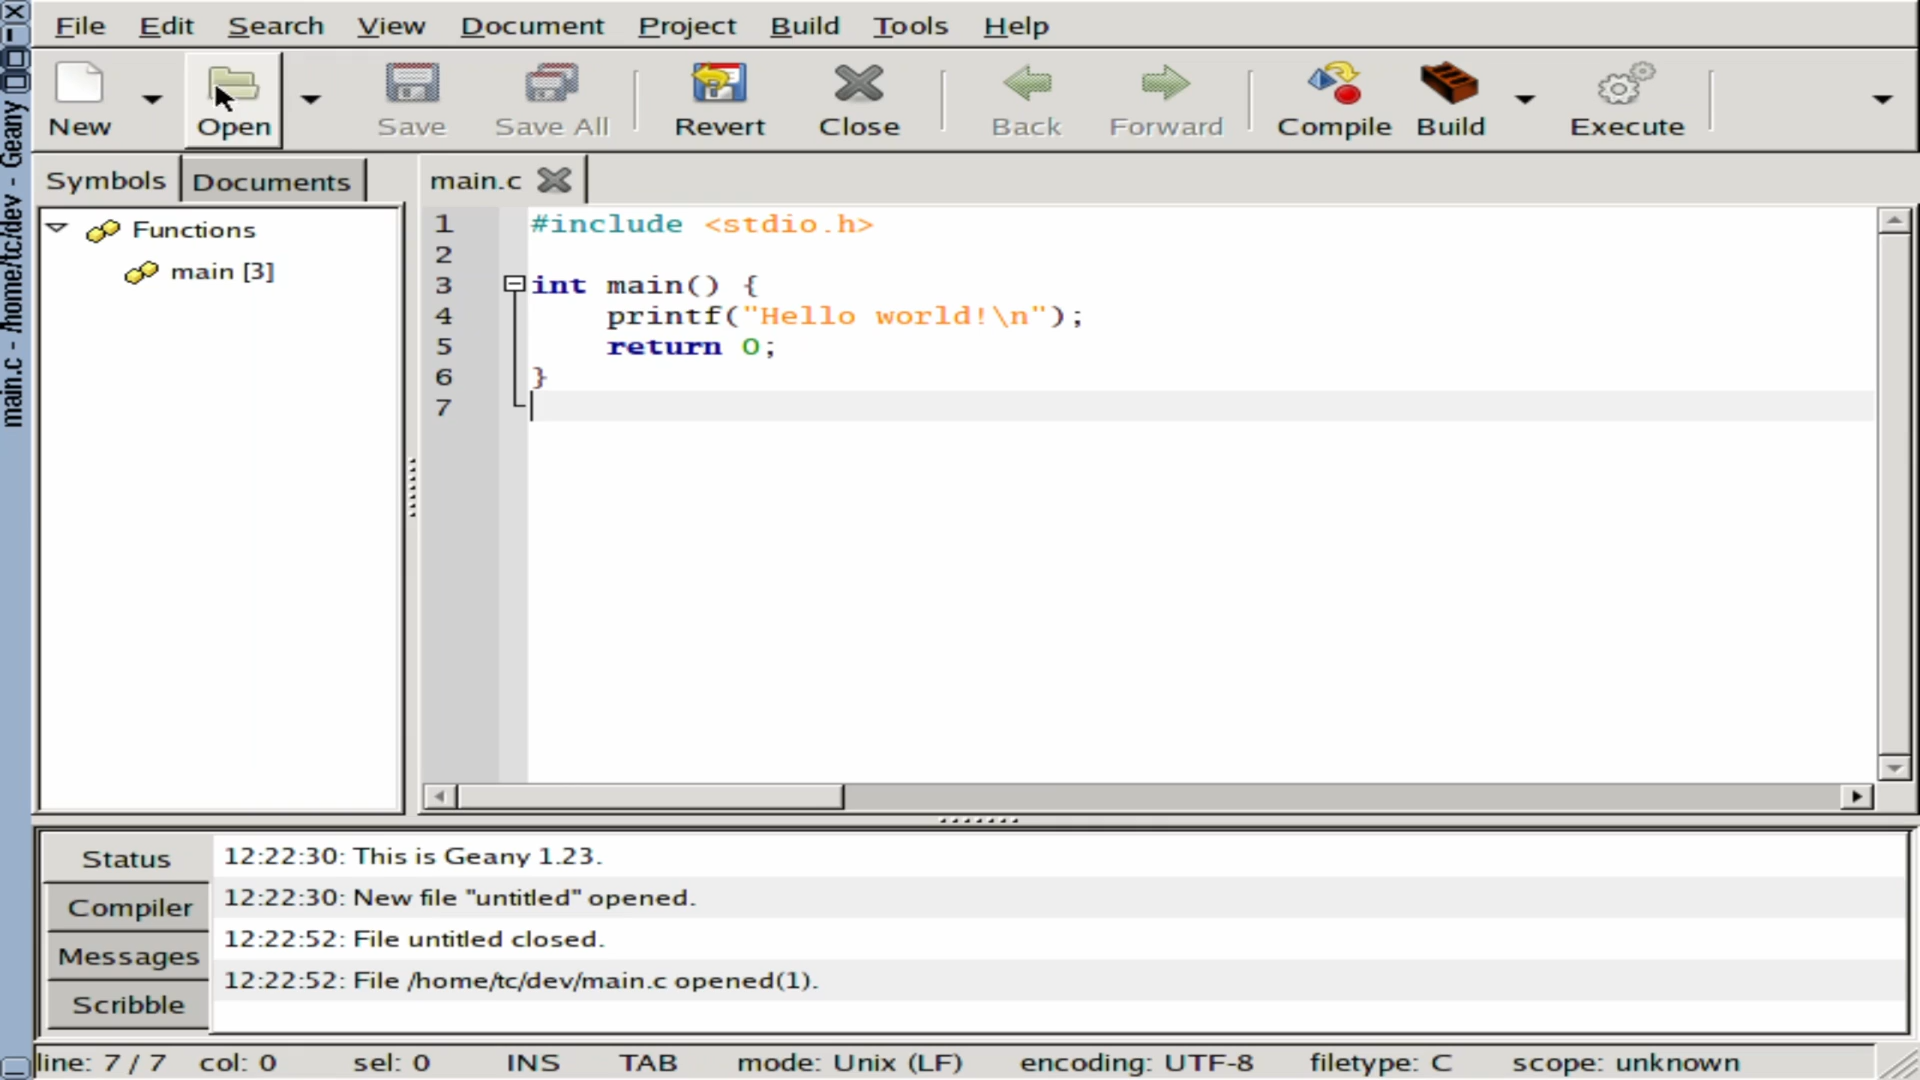 main.c - /home/tc/dev - Geany
File Edit Search View Document Project Build Tools Help
New Open Save Save All Revert Close Back Forward Compile Build Execute
Symbols Documents
main.c
Functions
main [3]
1 #include <stdio.h>
2
3 int main() {
4 printf("Hello world!\n");
5 return 0;
6 }
7
Status
Compiler
Messages
Scribble
12:22:30: This is Geany 1.23.
12:22:30: New file "untitled" opened.
12:22:52: File untitled closed.
12:22:52: File /home/tc/dev/main.c opened(1).
line: 7 / 7 col: 0 sel: 0 INS TAB mode: Unix (LF) encoding: UTF-8 filetype: C scope: unknown